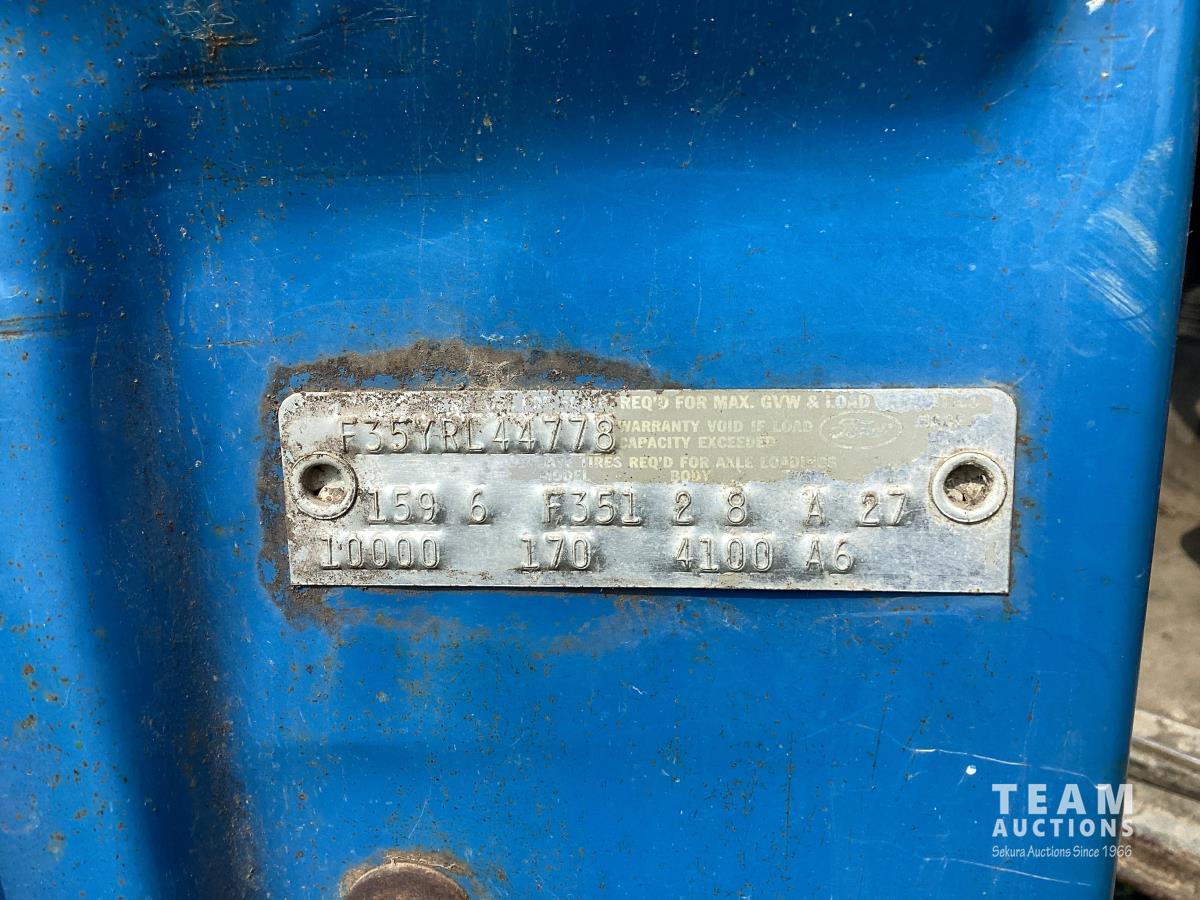 REQ'D FOR MAX. GVW & LOAD
F35YRL44778
WARRANTY VOID IF LOAD
CAPACITY EXCEEDED
Ford
TIRES REQ'D FOR AXLE LOADINGS
BODY
159 6 F351 2 8 A 27
10000 170 4100 A6
TEAM
AUCTIONS
Sekura Auctions Since 1966